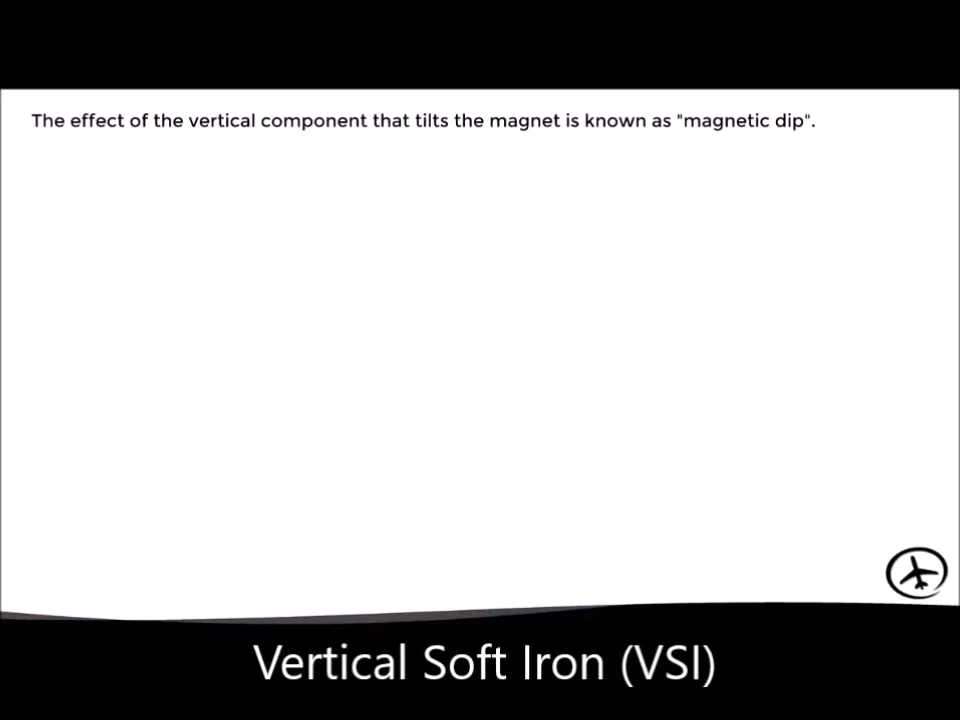 The effect of the vertical component that tilts the magnet is known as "magnetic dip".
Vertical Soft Iron (VSI)